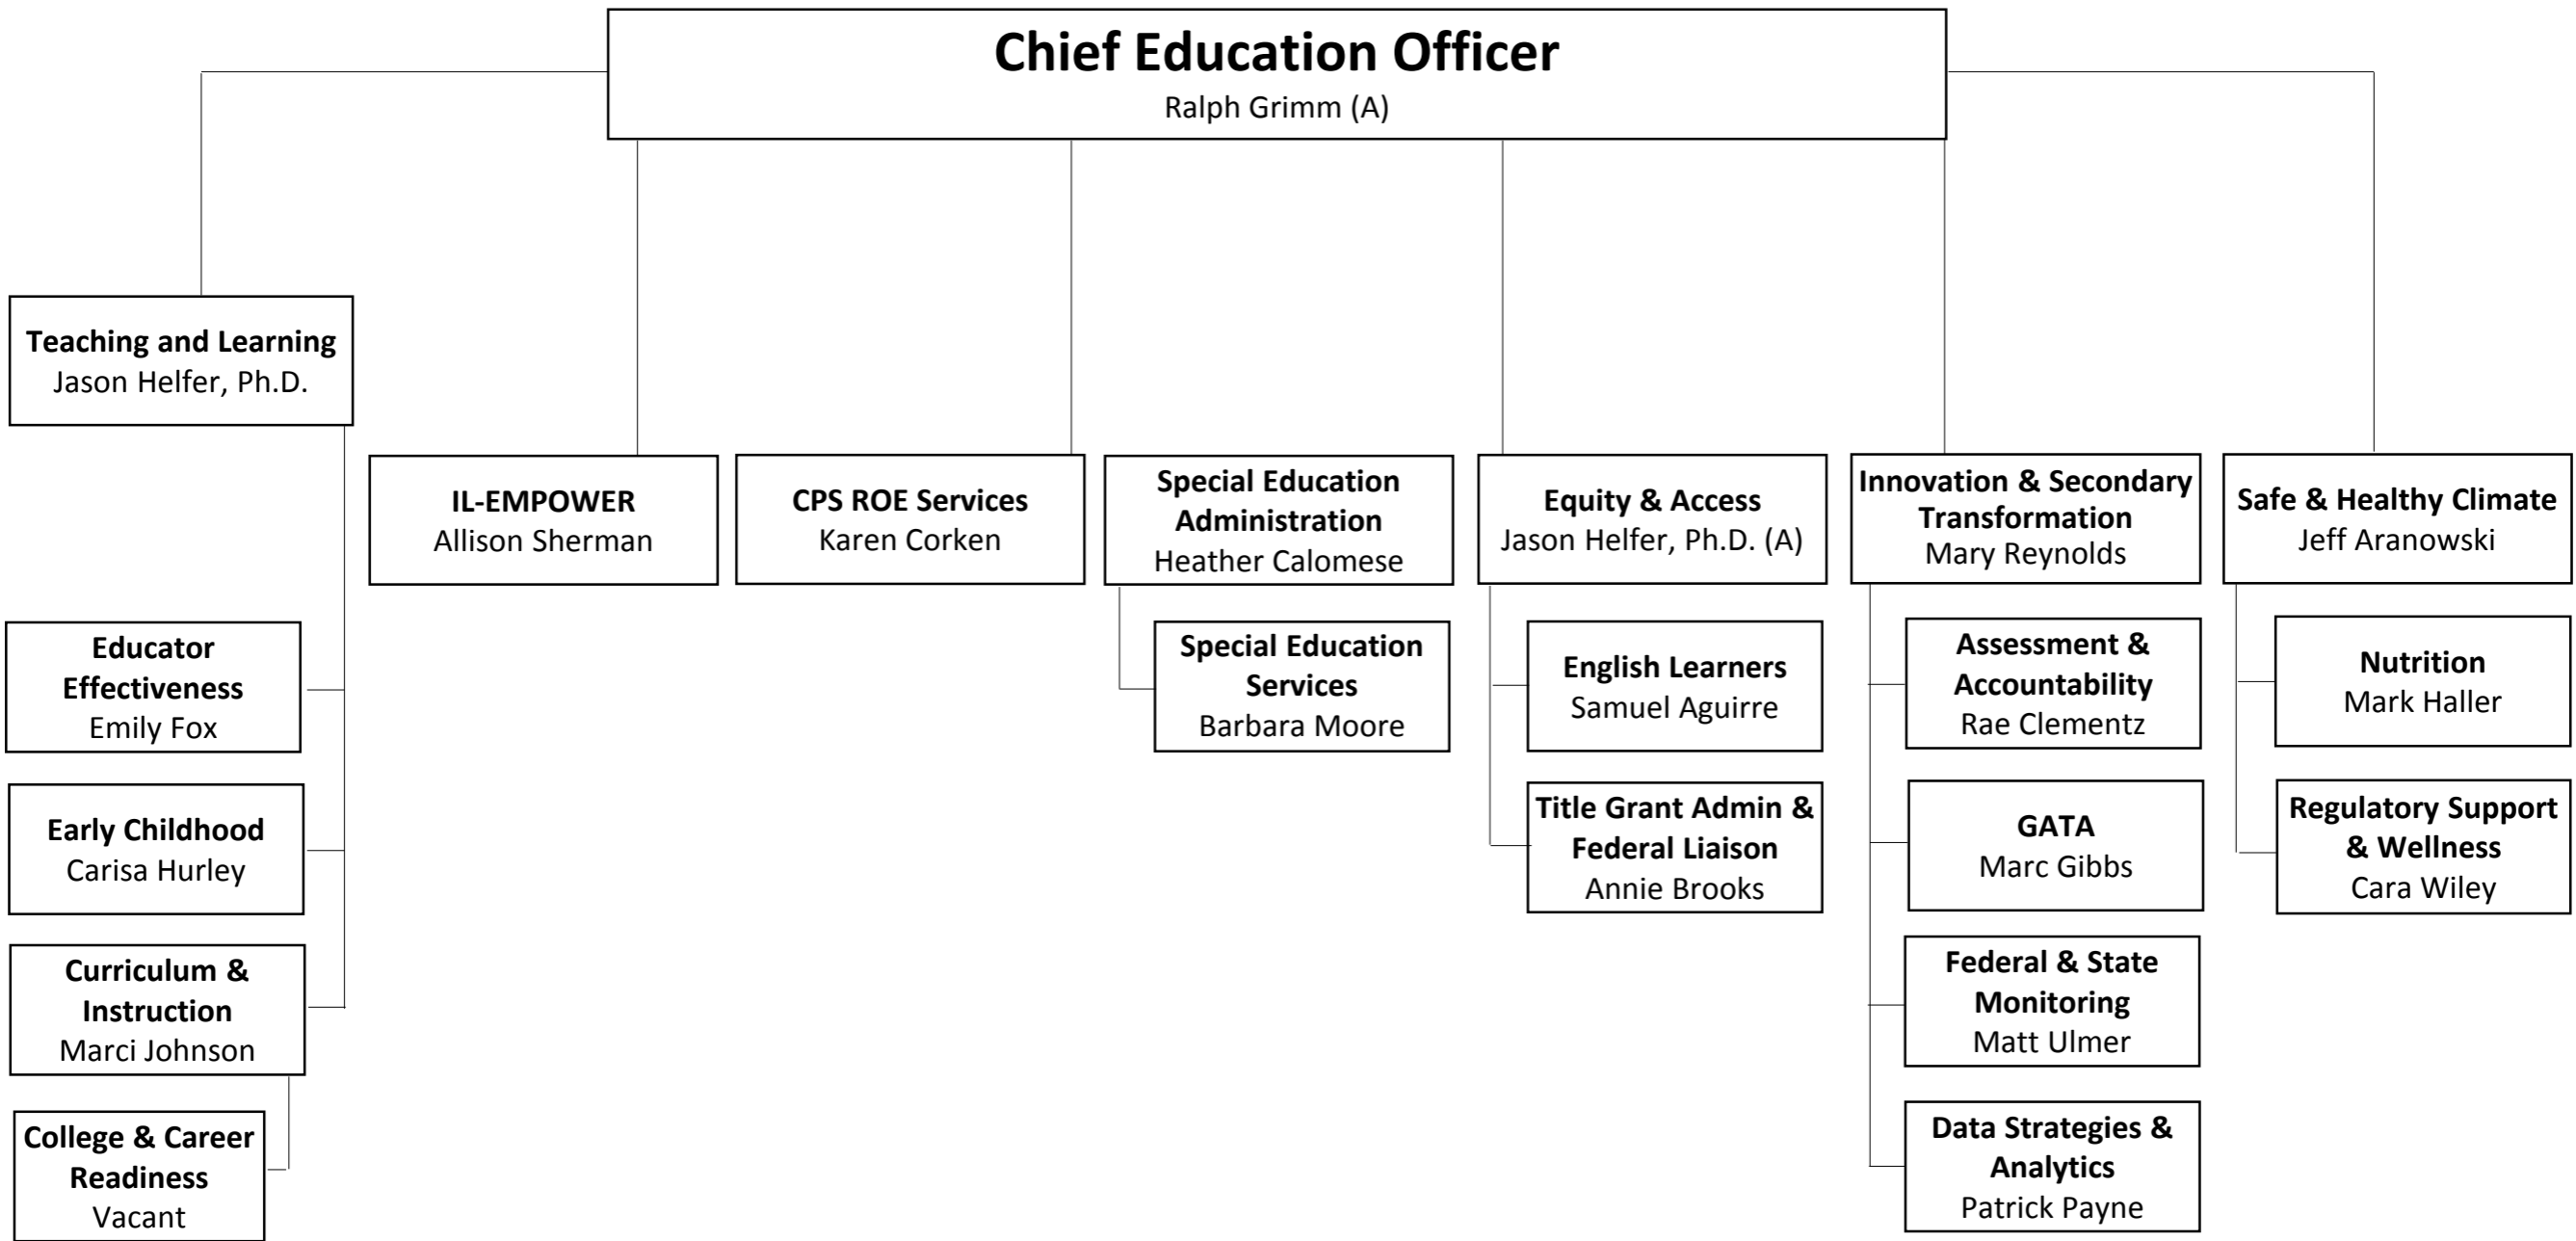 Chief Education Officer
Ralph Grimm (A)
Teaching and Learning
Jason Helfer, Ph.D.
Educator
Effectiveness
Emily Fox
Early Childhood
Carisa Hurley
Curriculum &
Instruction
Marci Johnson
College & Career
Readiness
Vacant
IL-EMPOWER
Allison Sherman
CPS ROE Services
Karen Corken
Special Education
Administration
Heather Calomese
Special Education
Services
Barbara Moore
Equity & Access
Jason Helfer, Ph.D. (A)
English Learners
Samuel Aguirre
Title Grant Admin &
Federal Liaison
Annie Brooks
Innovation & Secondary
Transformation
Mary Reynolds
Assessment &
Accountability
Rae Clementz
GATA
Marc Gibbs
Federal & State
Monitoring
Matt Ulmer
Data Strategies &
Analytics
Patrick Payne
Safe & Healthy Climate
Jeff Aranowski
Nutrition
Mark Haller
Regulatory Support
& Wellness
Cara Wiley